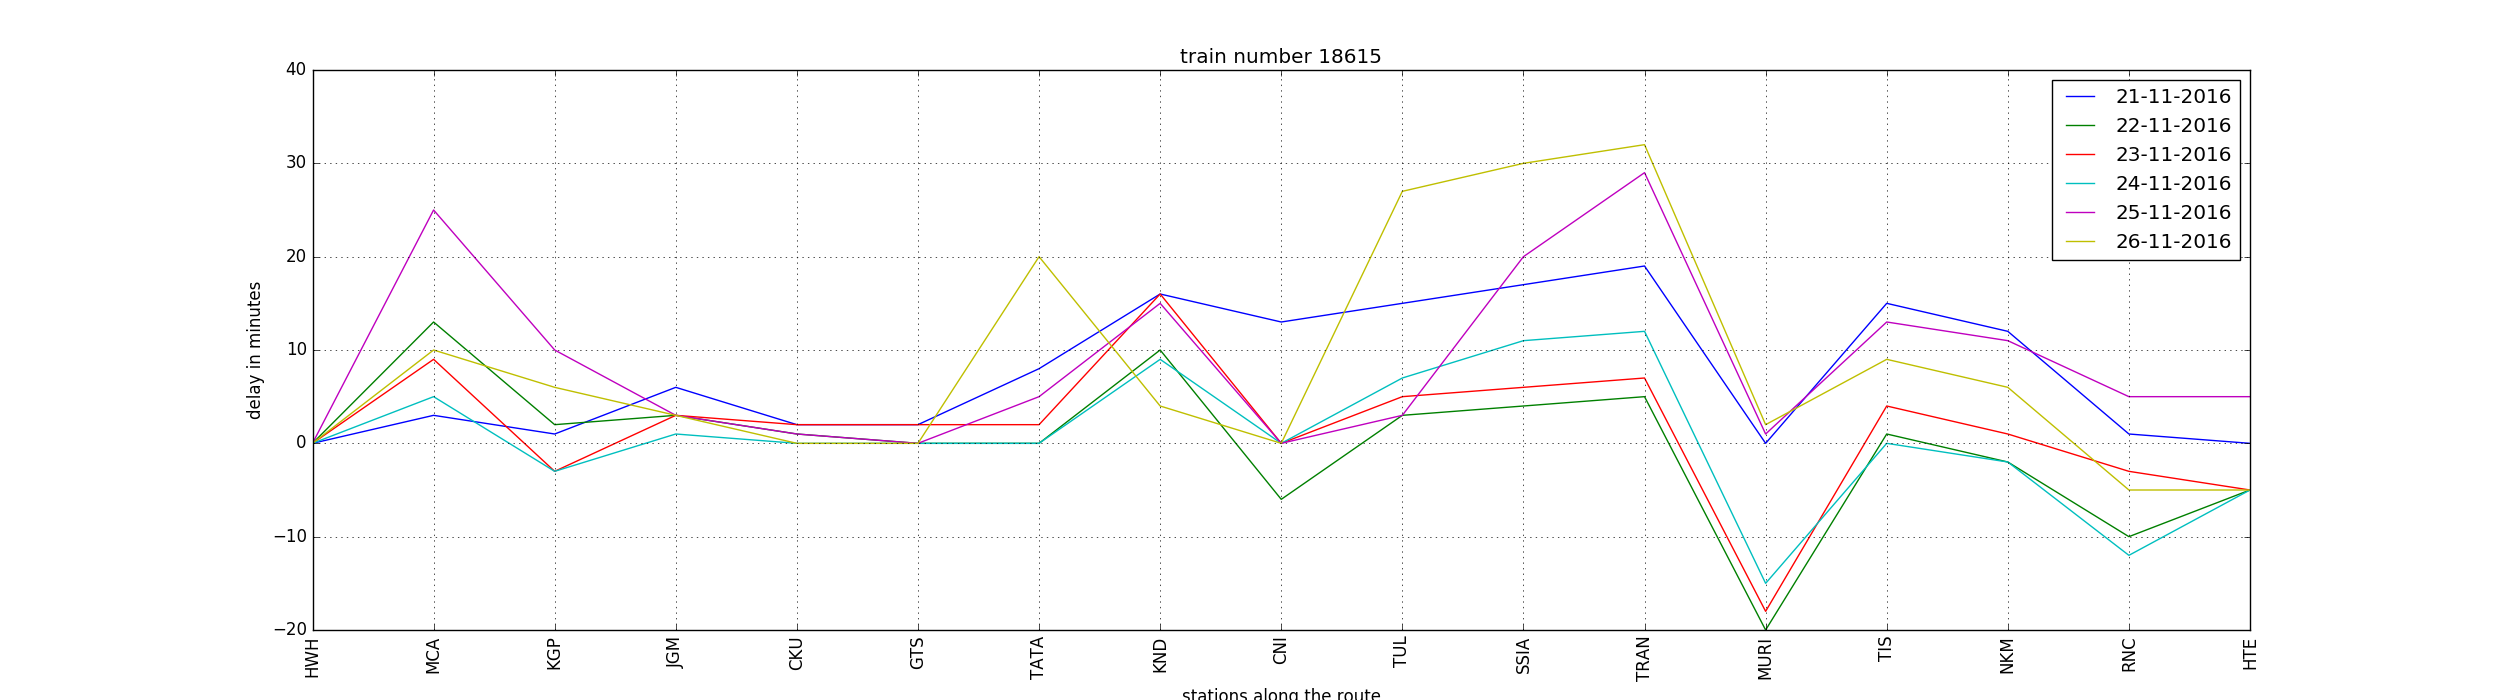 train number 18615
40
30
20
10
0
−10
−20
delay in minutes
21-11-2016
22-11-2016
23-11-2016
24-11-2016
25-11-2016
26-11-2016
HWH
MCA
KGP
JGM
CKU
GTS
TATA
KND
CNI
TUL
SSIA
TRAN
MURI
TIS
NKM
RNC
HTE
stations along the route